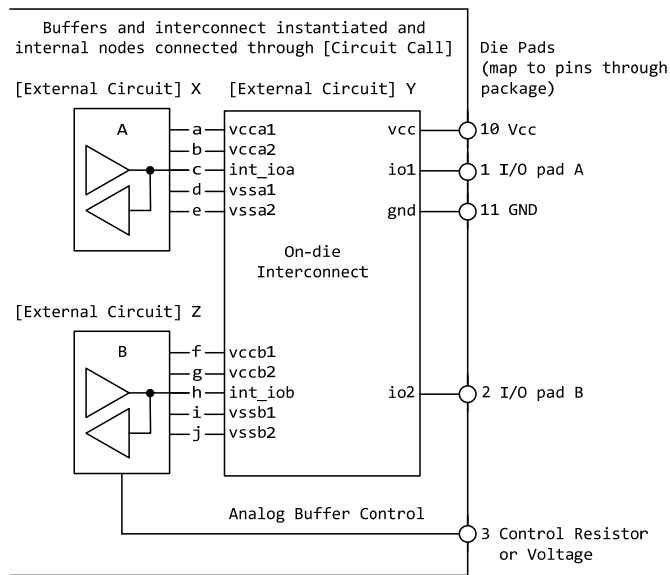 Buffers and interconnect instantiated and
internal nodes connected through [Circuit Call]
Die Pads
(map to pins through
package)
[External Circuit] X
[External Circuit] Y
A
a
vcca1
vcc
10 Vcc
b
vcca2
c
int_ioa
io1
1 I/O pad A
d
vssa1
e
vssa2
gnd
11 GND
On-die
Interconnect
[External Circuit] Z
B
f
vccb1
g
vccb2
h
int_iob
io2
2 I/O pad B
i
vssb1
j
vssb2
Analog Buffer Control
3 Control Resistor
or Voltage